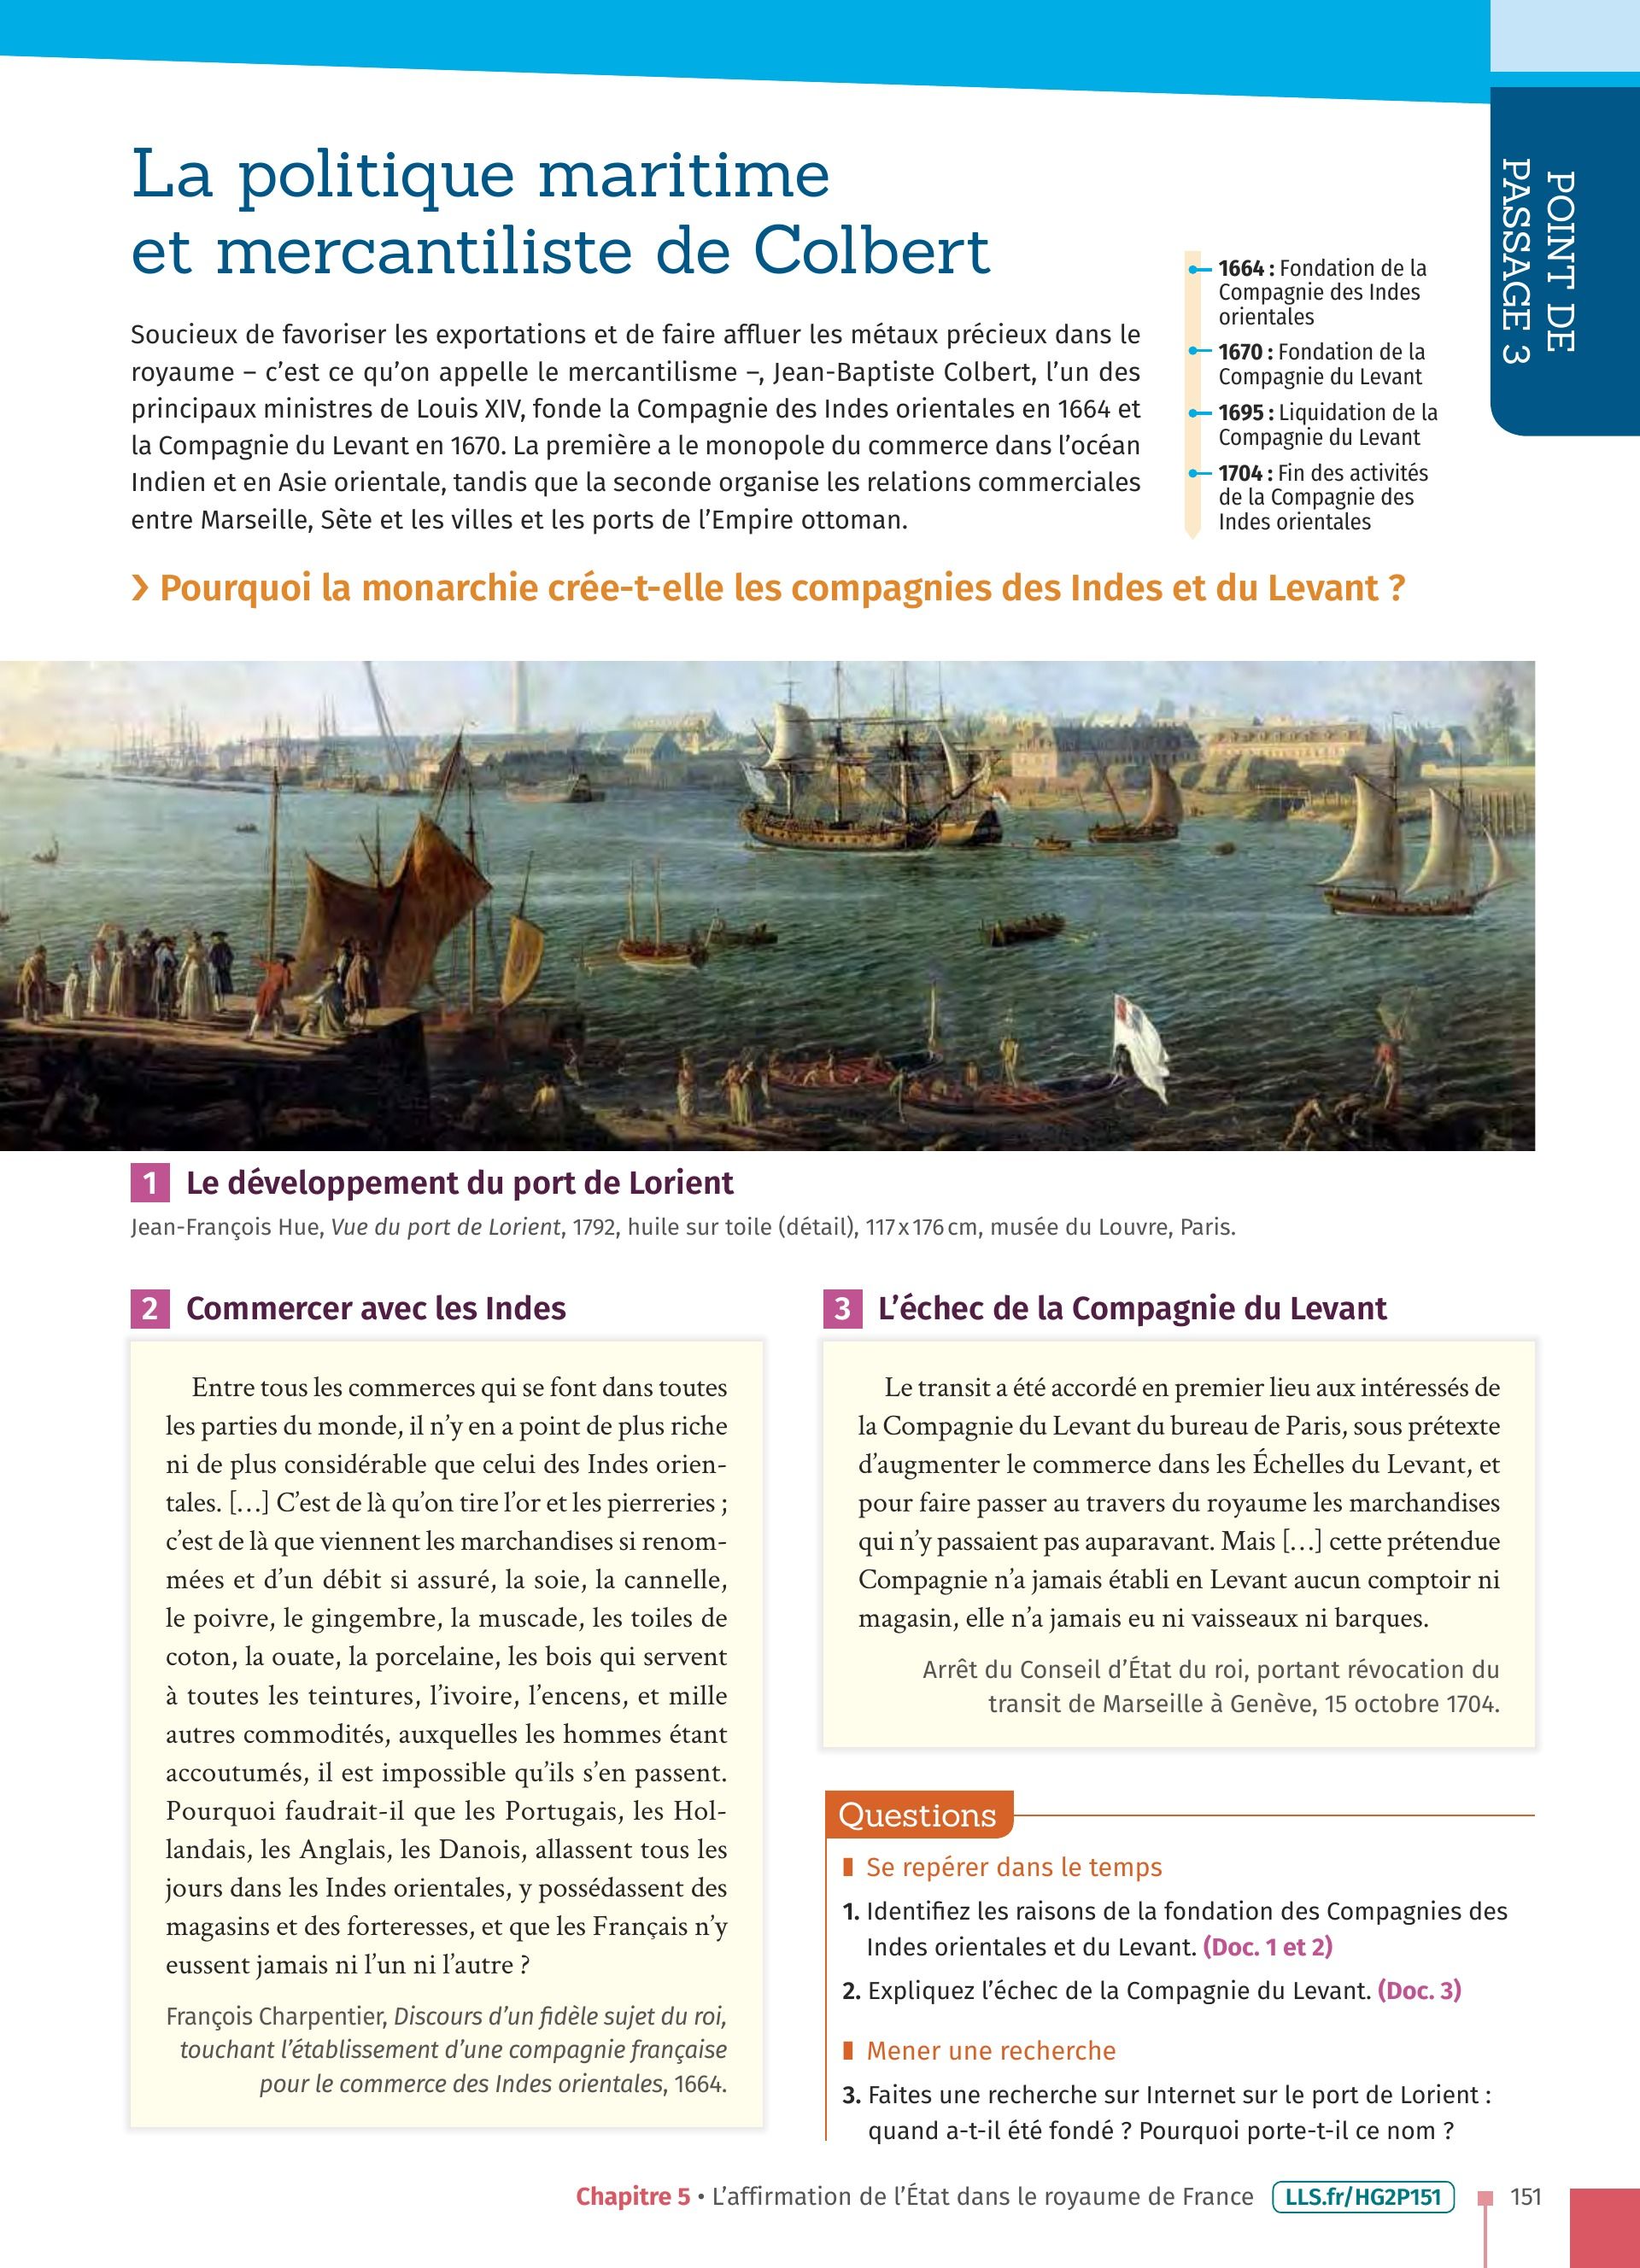 POINT DE
PASSAGE 3
La politique maritime
et mercantiliste de Colbert
Soucieux de favoriser les exportations et de faire affluer les métaux précieux dans le
royaume – c’est ce qu’on appelle le mercantilisme –, Jean-Baptiste Colbert, l’un des
principaux ministres de Louis XIV, fonde la Compagnie des Indes orientales en 1664 et
la Compagnie du Levant en 1670. La première a le monopole du commerce dans l’océan
Indien et en Asie orientale, tandis que la seconde organise les relations commerciales
entre Marseille, Sète et les villes et les ports de l’Empire ottoman.
1664 : Fondation de la
Compagnie des Indes
orientales
1670 : Fondation de la
Compagnie du Levant
1695 : Liquidation de la
Compagnie du Levant
1704 : Fin des activités
de la Compagnie des
Indes orientales
❯ Pourquoi la monarchie crée-t-elle les compagnies des Indes et du Levant ?
1 Le développement du port de Lorient
Jean-François Hue, Vue du port de Lorient, 1792, huile sur toile (détail), 117 x 176 cm, musée du Louvre, Paris.
2 Commercer avec les Indes
Entre tous les commerces qui se font dans toutes
les parties du monde, il n’y en a point de plus riche
ni de plus considérable que celui des Indes orien-
tales. […] C’est de là qu’on tire l’or et les pierreries ;
c’est de là que viennent les marchandises si renom-
mées et d’un débit si assuré, la soie, la cannelle,
le poivre, le gingembre, la muscade, les toiles de
coton, la ouate, la porcelaine, les bois qui servent
à toutes les teintures, l’ivoire, l’encens, et mille
autres commodités, auxquelles les hommes étant
accoutumés, il est impossible qu’ils s’en passent.
Pourquoi faudrait-il que les Portugais, les Hol-
landais, les Anglais, les Danois, allassent tous les
jours dans les Indes orientales, y possédassent des
magasins et des forteresses, et que les Français n’y
eussent jamais ni l’un ni l’autre ?
François Charpentier, Discours d’un fidèle sujet du roi,
touchant l’établissement d’une compagnie française
pour le commerce des Indes orientales, 1664.
3 L’échec de la Compagnie du Levant
Le transit a été accordé en premier lieu aux intéressés de
la Compagnie du Levant du bureau de Paris, sous prétexte
d’augmenter le commerce dans les Échelles du Levant, et
pour faire passer au travers du royaume les marchandises
qui n’y passaient pas auparavant. Mais […] cette prétendue
Compagnie n’a jamais établi en Levant aucun comptoir ni
magasin, elle n’a jamais eu ni vaisseaux ni barques.
Arrêt du Conseil d’État du roi, portant révocation du
transit de Marseille à Genève, 15 octobre 1704.
Questions
Se repérer dans le temps
1. Identifiez les raisons de la fondation des Compagnies des
Indes orientales et du Levant. (Doc. 1 et 2)
2. Expliquez l’échec de la Compagnie du Levant. (Doc. 3)
Mener une recherche
3. Faites une recherche sur Internet sur le port de Lorient :
quand a-t-il été fondé ? Pourquoi porte-t-il ce nom ?
Chapitre 5 • L’affirmation de l’État dans le royaume de France LLS.fr/HG2P151 151